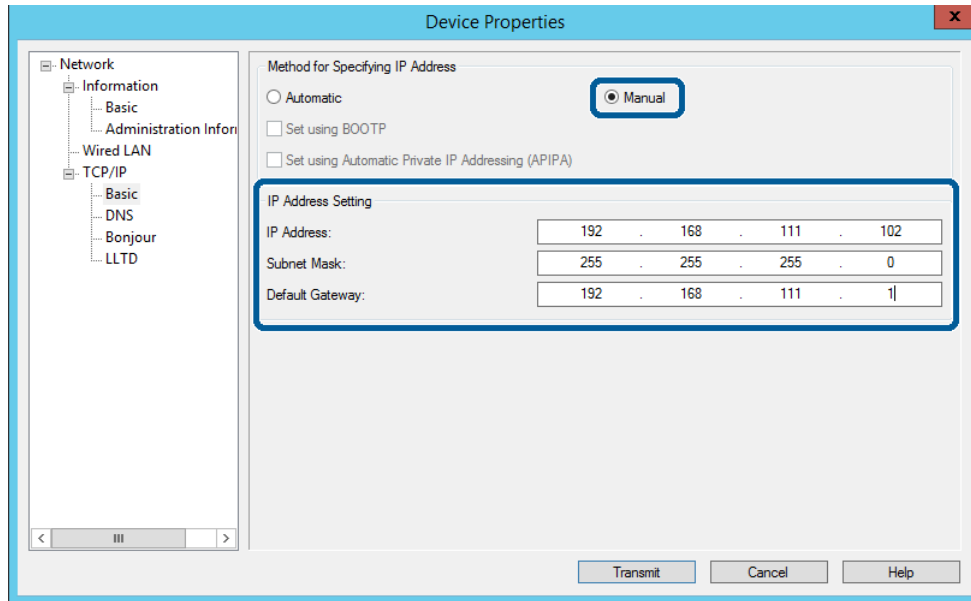 Device Properties
x
Network
Information
Basic
Administration Infor
Wired LAN
TCP/IP
Basic
DNS
Bonjour
LLTD
Method for Specifying IP Address
Automatic
Manual
Set using BOOTP
Set using Automatic Private IP Addressing (APIPA)
IP Address Setting
IP Address: 192 . 168 . 111 . 102
Subnet Mask: 255 . 255 . 255 . 0
Default Gateway: 192 . 168 . 111 . 1
Transmit Cancel Help